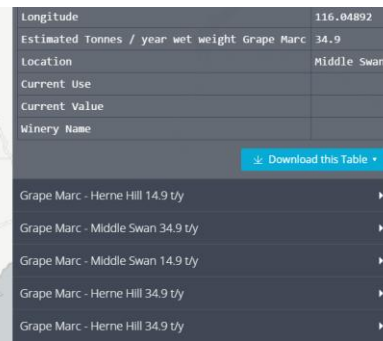 Longitude 116.04892
Estimated Tonnes / year wet weight Grape Marc 34.9
Location Middle Swan
Current Use
Current Value
Winery Name
Download this Table
Grape Marc - Herne Hill 14.9 t/y
Grape Marc - Middle Swan 34.9 t/y
Grape Marc - Middle Swan 14.9 t/y
Grape Marc - Herne Hill 34.9 t/y
Grape Marc - Herne Hill 34.9 t/y